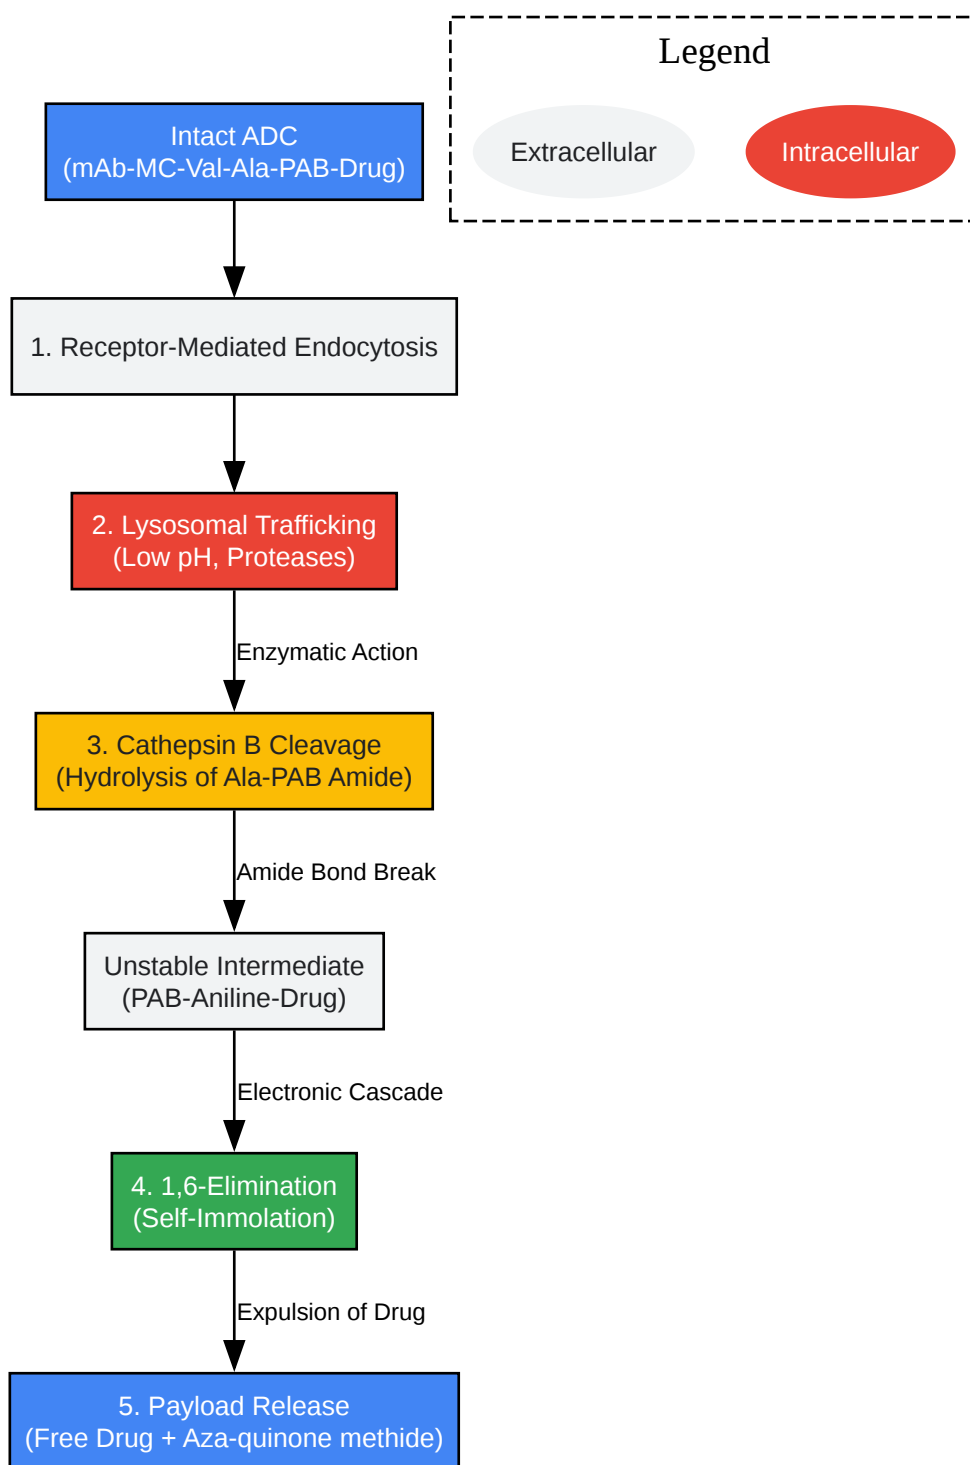 Legend
Extracellular
Intracellular
Intact ADC
(mAb-MC-Val-Ala-PAB-Drug)
1. Receptor-Mediated Endocytosis
2. Lysosomal Trafficking
(Low pH, Proteases)
Enzymatic Action
3. Cathepsin B Cleavage
(Hydrolysis of Ala-PAB Amide)
Amide Bond Break
Unstable Intermediate
(PAB-Aniline-Drug)
Electronic Cascade
4. 1,6-Elimination
(Self-Immolation)
Expulsion of Drug
5. Payload Release
(Free Drug + Aza-quinone methide)